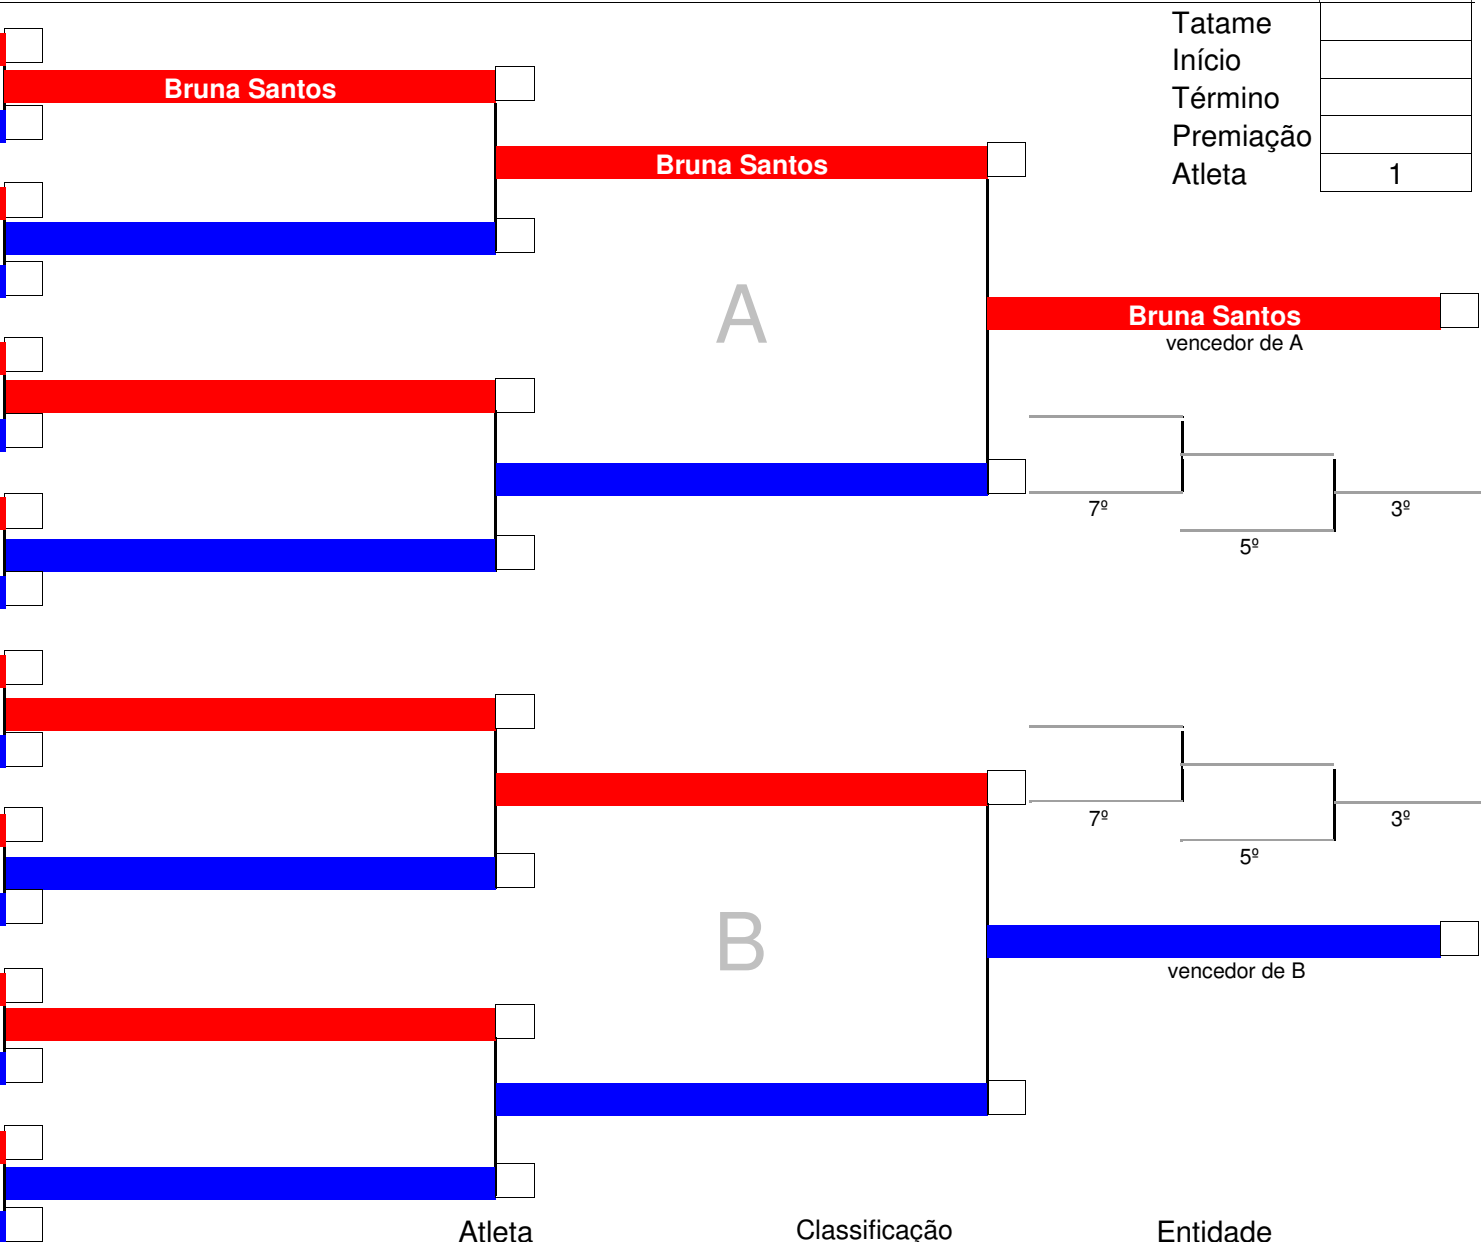 Tatame
Início
Término
Premiação
Atleta 1
Bruna Santos
Bruna Santos
A
Bruna Santos
vencedor de A
7º
3º
5º
7º
3º
5º
B
vencedor de B
Atleta Classificação Entidade